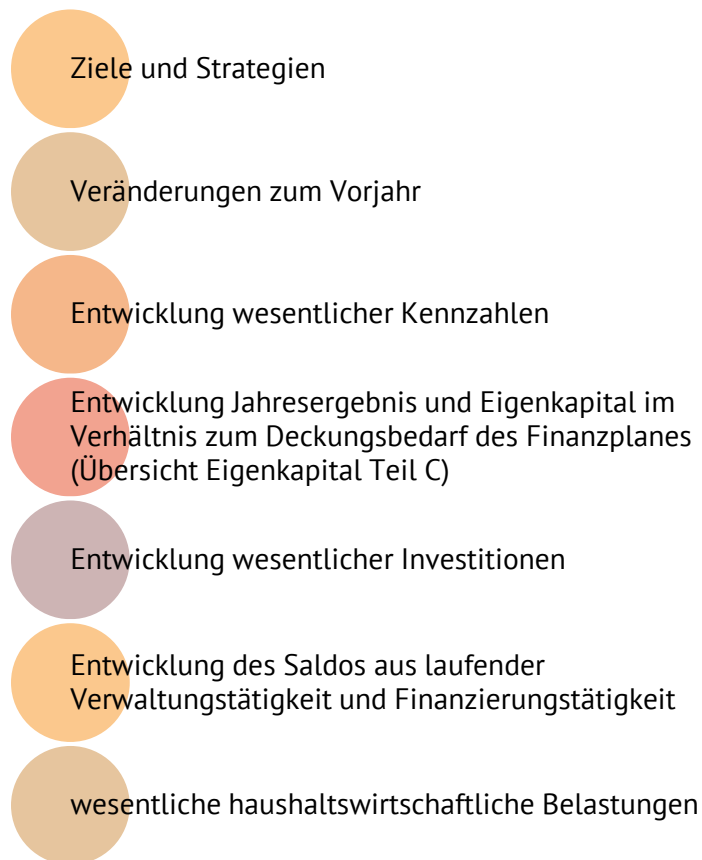 Ziele und Strategien
Veränderungen zum Vorjahr
Entwicklung wesentlicher Kennzahlen
Entwicklung Jahresergebnis und Eigenkapital im
Verhältnis zum Deckungsbedarf des Finanzplanes
(Übersicht Eigenkapital Teil C)
Entwicklung wesentlicher Investitionen
Entwicklung des Saldos aus laufender
Verwaltungstätigkeit und Finanzierungstätigkeit
wesentliche haushaltswirtschaftliche Belastungen